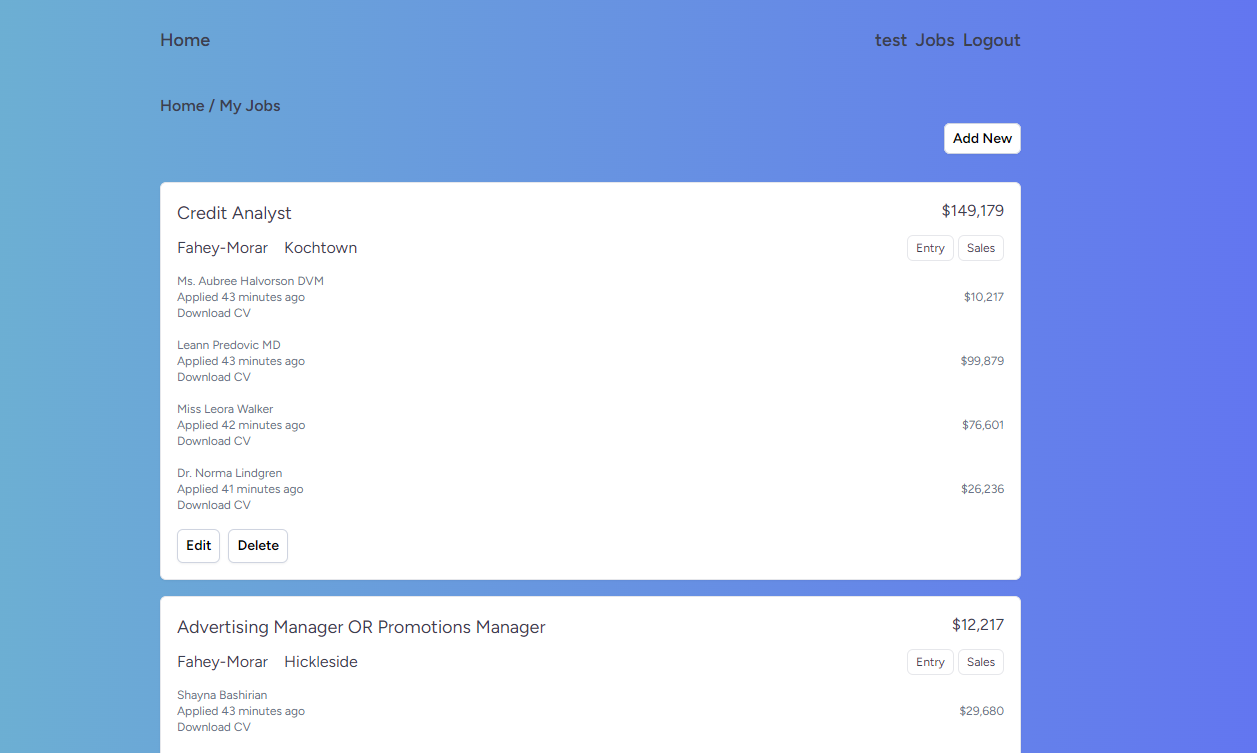 Home test Jobs Logout
Home / My Jobs
Add New
Credit Analyst $149,179
Fahey-Morar Kochtown Entry Sales
Ms. Aubree Halvorson DVM
Applied 43 minutes ago $10,217
Download CV
Leann Predovic MD
Applied 43 minutes ago $99,879
Download CV
Miss Leora Walker
Applied 42 minutes ago $76,601
Download CV
Dr. Norma Lindgren
Applied 41 minutes ago $26,236
Download CV
Edit Delete
Advertising Manager OR Promotions Manager $12,217
Fahey-Morar Hickleside Entry Sales
Shayna Bashirian
Applied 43 minutes ago $29,680
Download CV